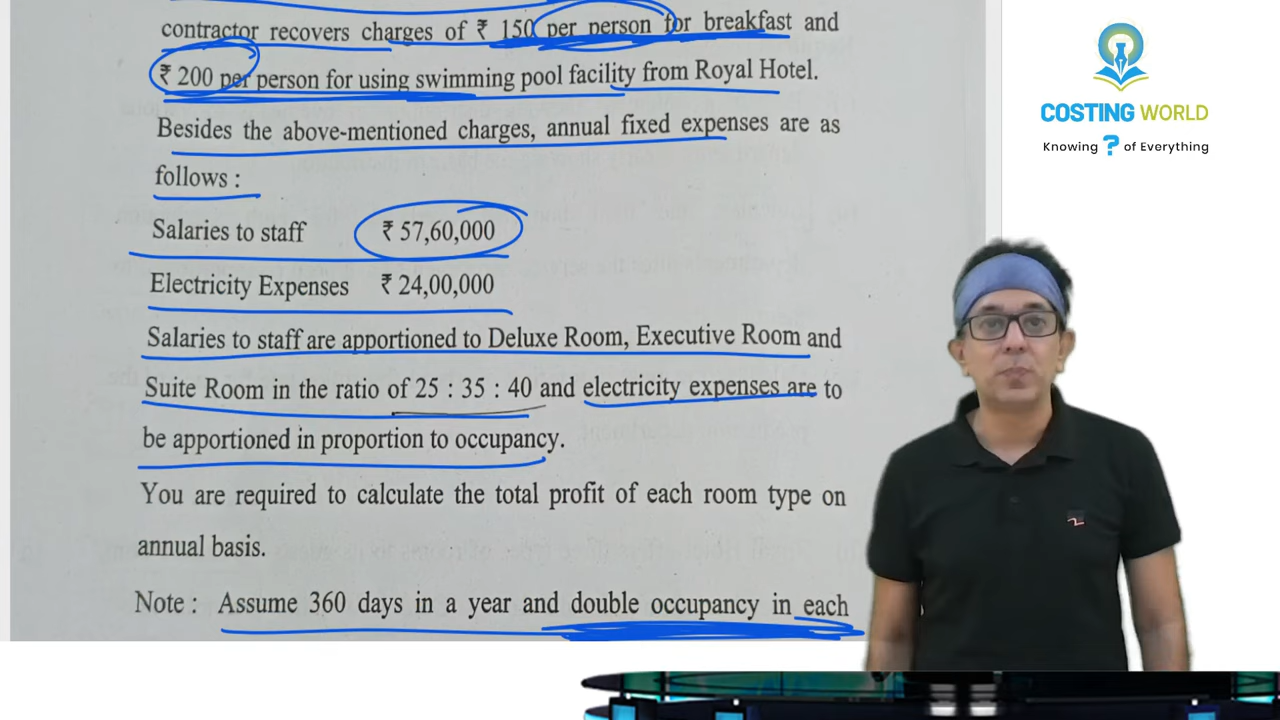 contractor recovers charges of ₹ 150 per person for breakfast and
₹ 200 per person for using swimming pool facility from Royal Hotel.
Besides the above-mentioned charges, annual fixed expenses are as
follows :
Salaries to staff ₹ 57,60,000
Electricity Expenses ₹ 24,00,000
Salaries to staff are apportioned to Deluxe Room, Executive Room and
Suite Room in the ratio of 25 : 35 : 40 and electricity expenses are to
be apportioned in proportion to occupancy.
You are required to calculate the total profit of each room type on
annual basis.
Note : Assume 360 days in a year and double occupancy in each
COSTING WORLD
Knowing ? of Everything